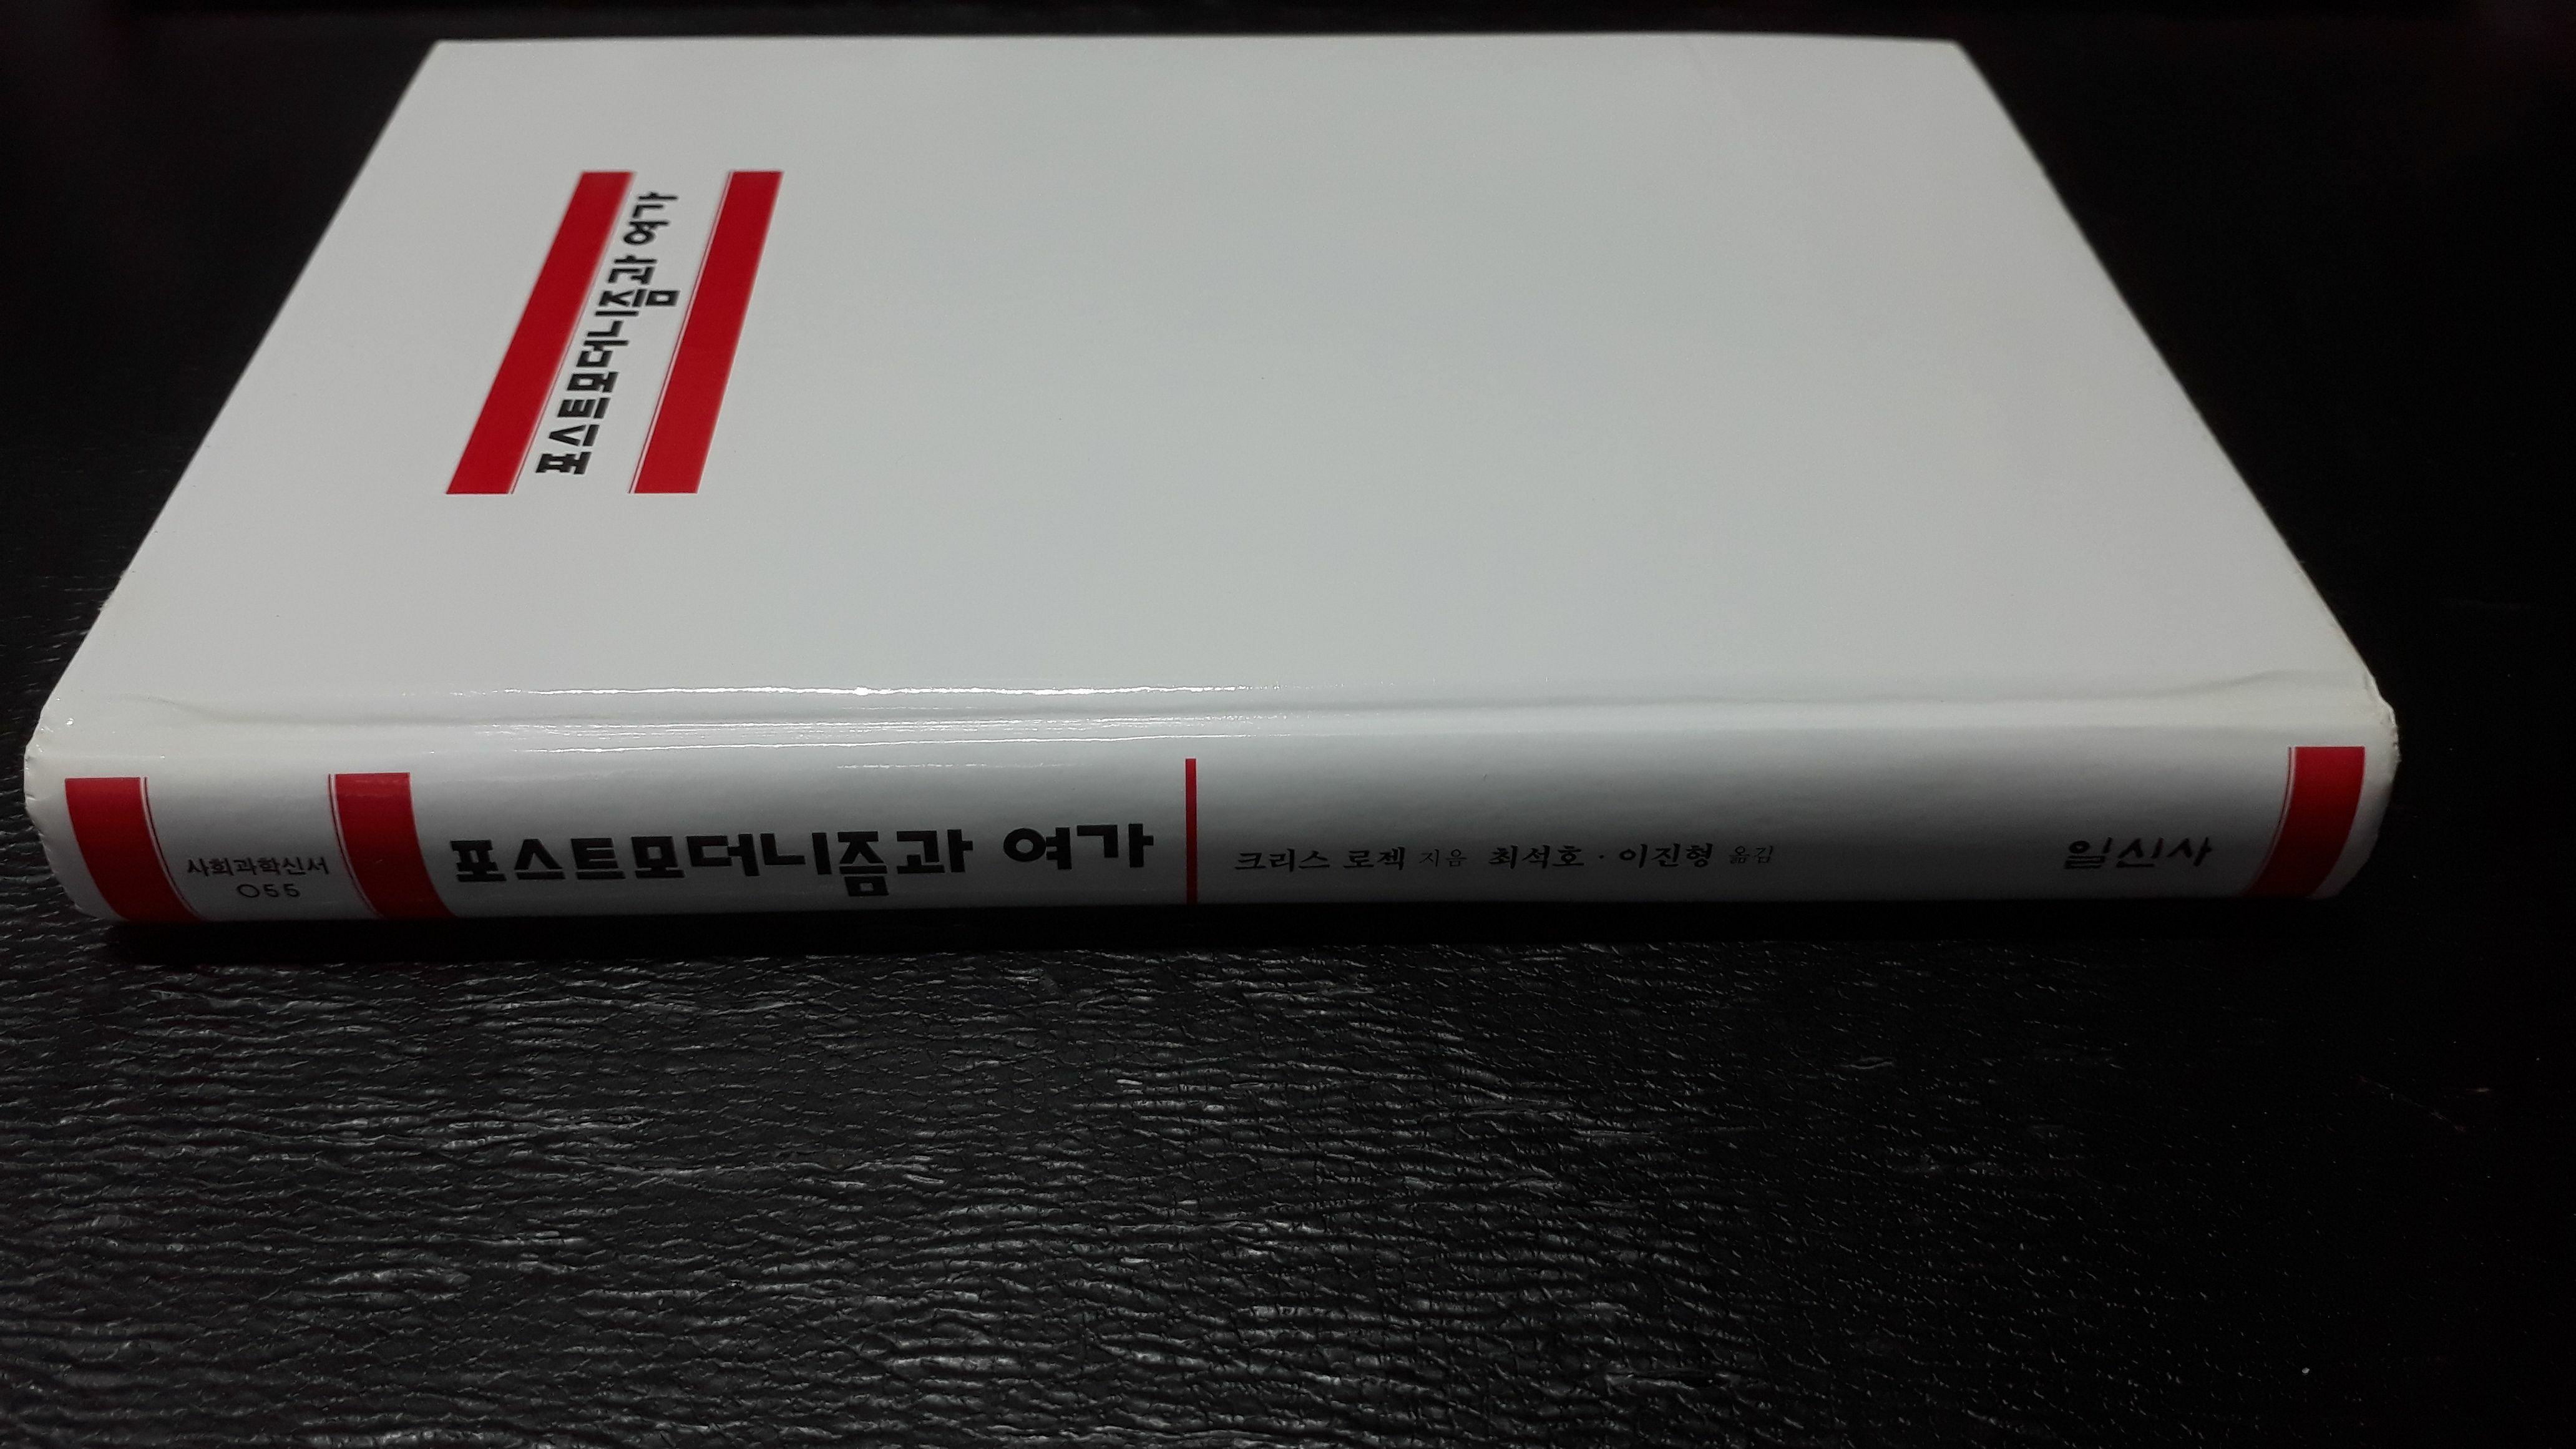 포스트모더니즘과 여가
사회과학신서
055
포스트모더니즘과 여가
크리스 로젝 지음 최석호 · 이진형 옮김
일신사